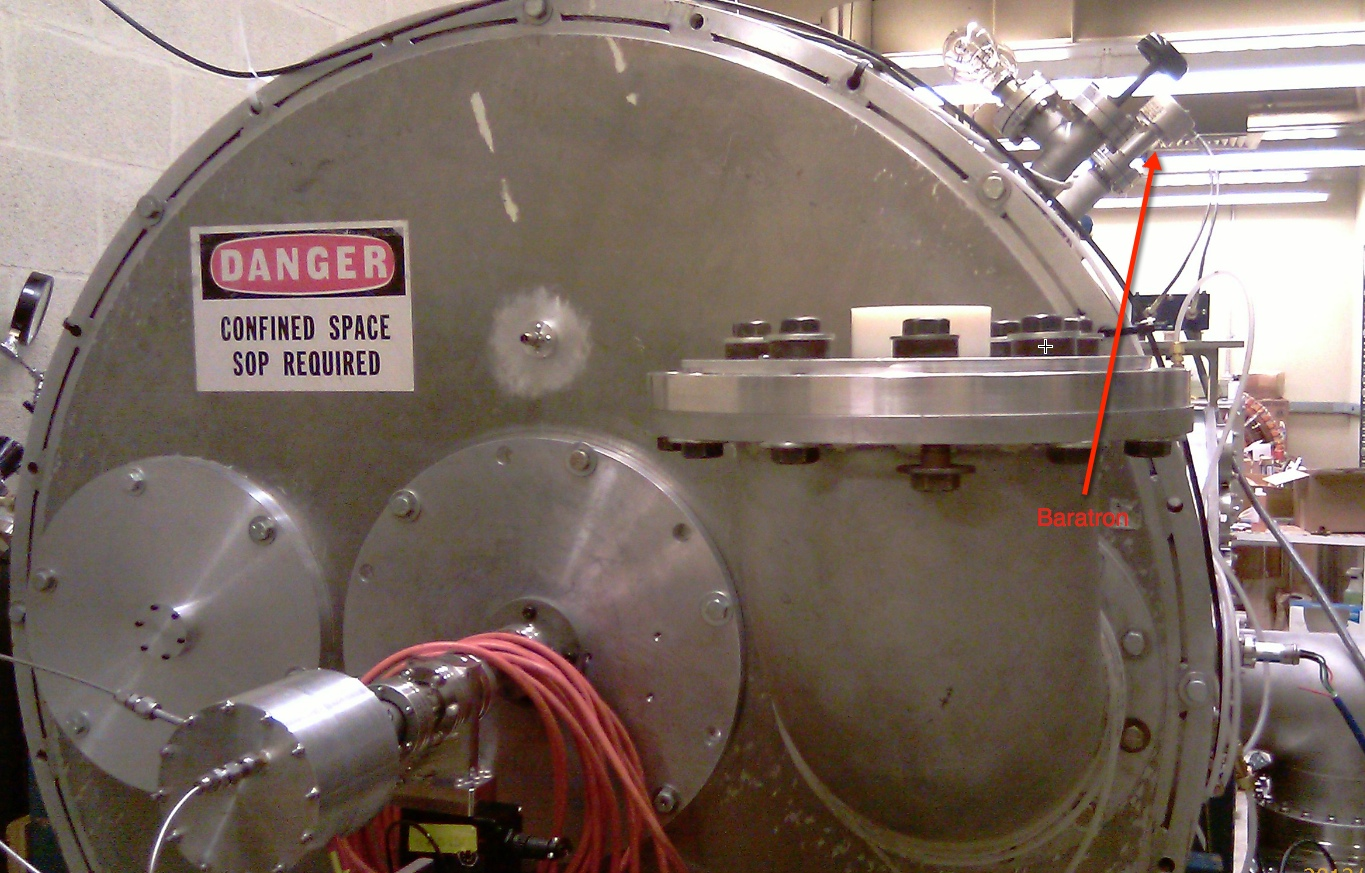 DANGER
CONFINED SPACE
SOP REQUIRED
Baratron